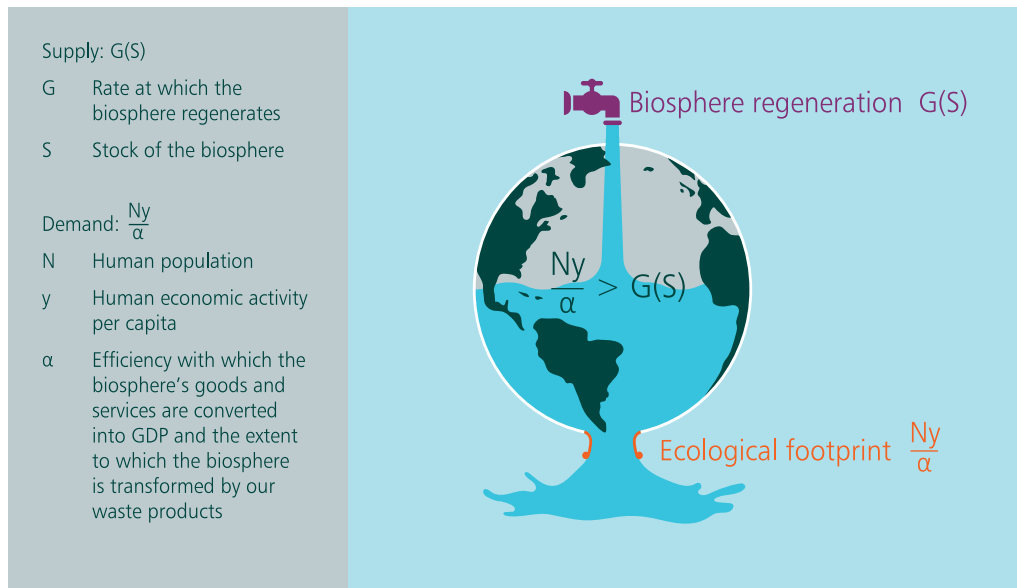 Supply: G(S)
G Rate at which the
biosphere regenerates
S Stock of the biosphere
Demand: Ny/α
N Human population
y Human economic activity
per capita
α Efficiency with which the
biosphere's goods and
services are converted
into GDP and the extent
to which the biosphere
is transformed by our
waste products
Biosphere regeneration G(S)
Ny/α > G(S)
Ecological footprint Ny/α